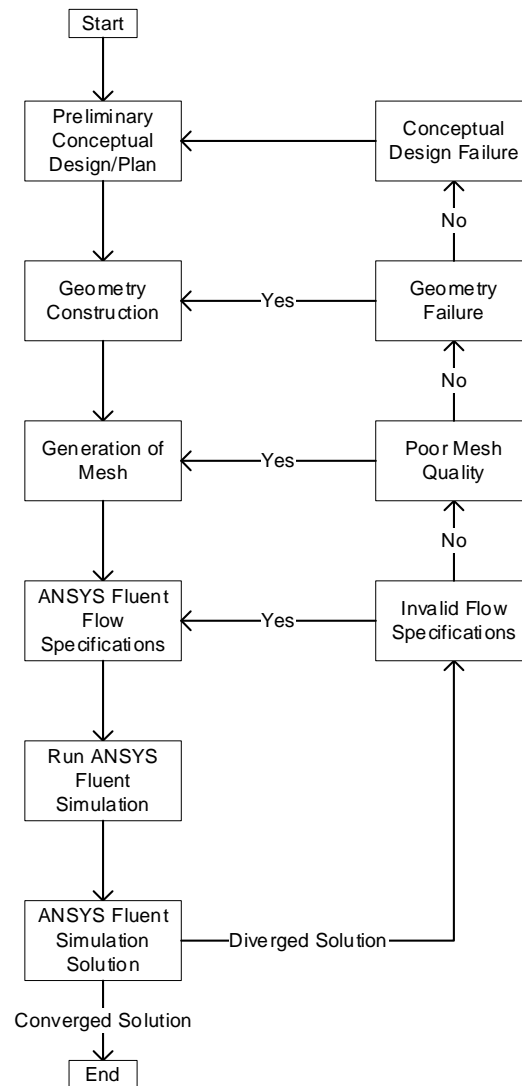 Start
Preliminary
Conceptual
Design/Plan
Conceptual
Design Failure
No
Geometry
Construction
Yes
Geometry
Failure
No
Generation of
Mesh
Yes
Poor Mesh
Quality
No
ANSYS Fluent
Flow
Specifications
Yes
Invalid Flow
Specifications
Run ANSYS
Fluent
Simulation
ANSYS Fluent
Simulation
Solution
Diverged Solution
Converged Solution
End